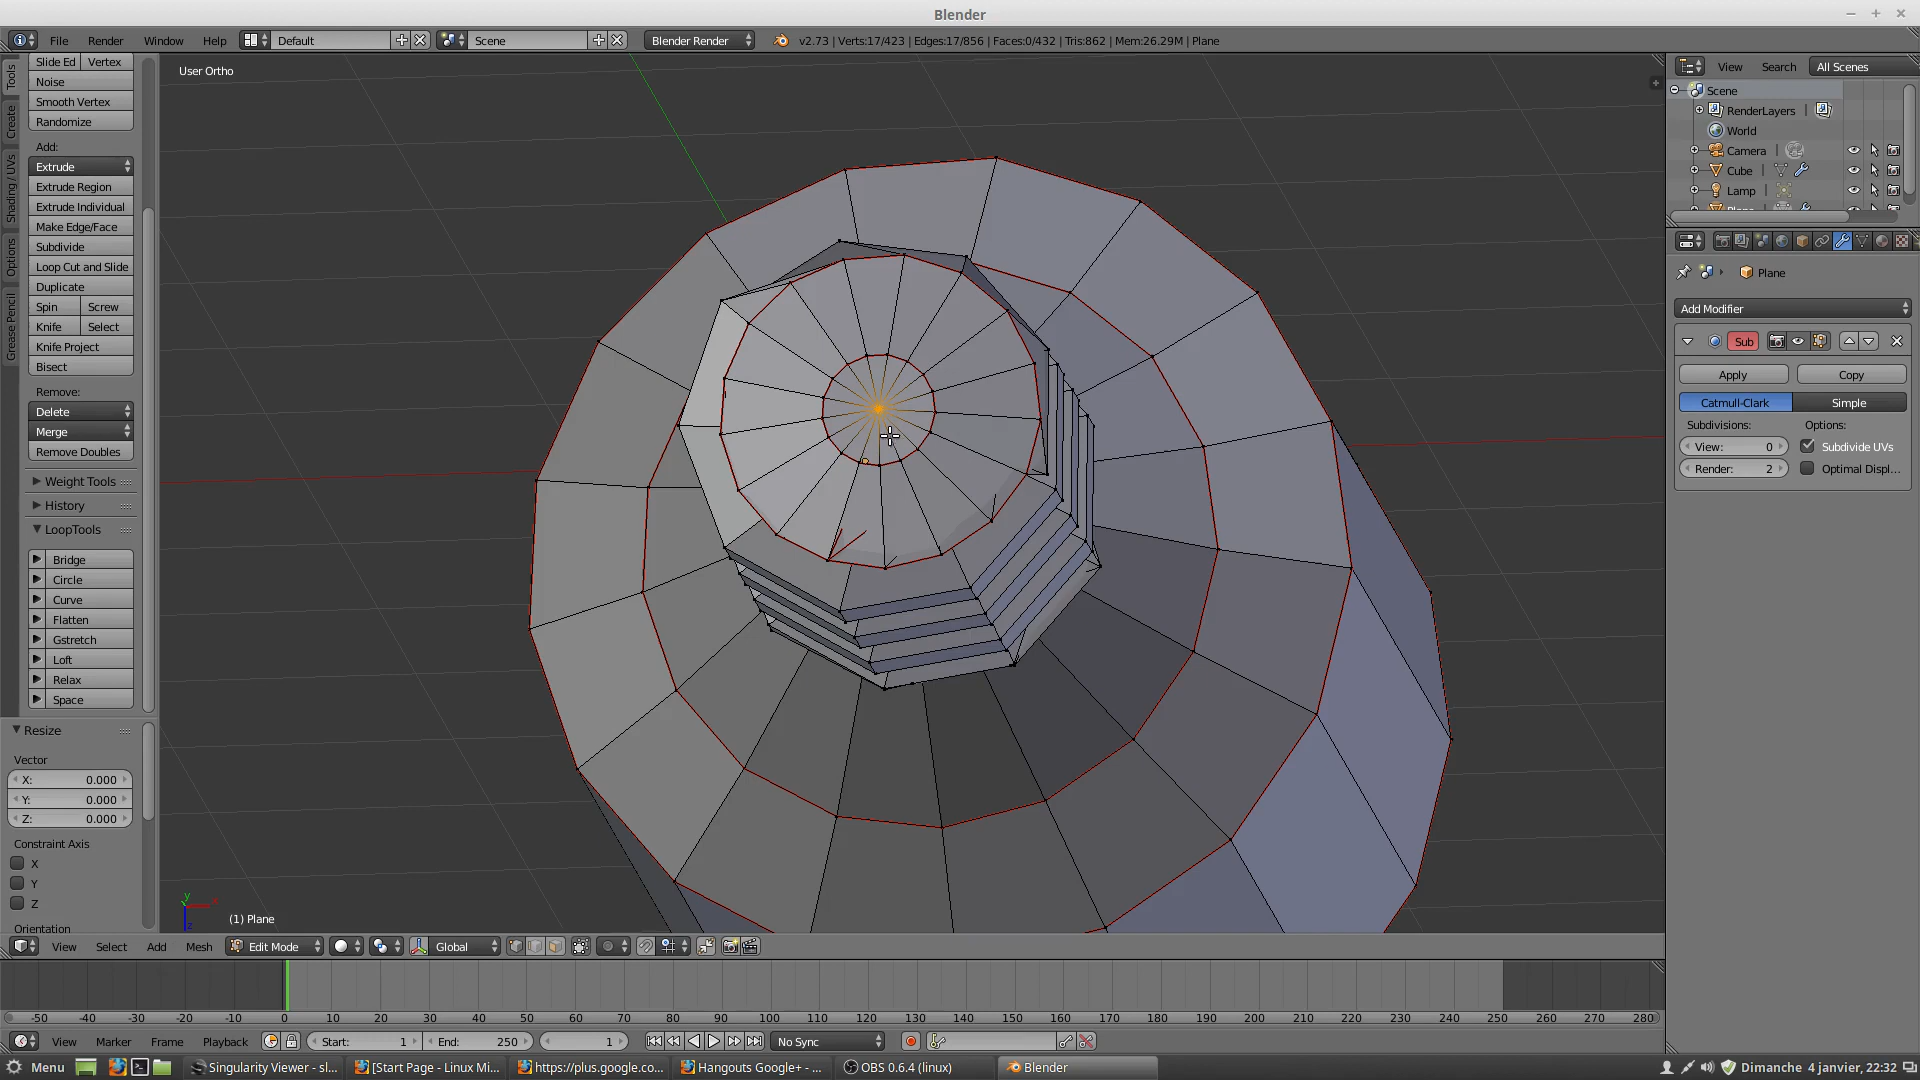 Blender
File Render Window Help Default Scene Blender Render v2.73 | Verts:17/423 | Edges:17/856 | Faces:0/432 | Tris:862 | Mem:26.29M | Plane
Tools
Create
Shading / UVs
Options
Grease Pencil
Slide Ed Vertex
Noise
Smooth Vertex
Randomize
Add:
Extrude
Extrude Region
Extrude Individual
Make Edge/Face
Subdivide
Loop Cut and Slide
Duplicate
Spin Screw
Knife Select
Knife Project
Bisect
Remove:
Delete
Merge
Remove Doubles
Weight Tools
History
LoopTools
Bridge
Circle
Curve
Flatten
Gstretch
Loft
Relax
Space
Resize
Vector
X: 0.000
Y: 0.000
Z: 0.000
Constraint Axis
X
Y
Z
Orientation
User Ortho
y
x
z
(1) Plane
View Search All Scenes
Scene
RenderLayers |
World
Camera |
Cube |
Lamp |
Plane
Plane
Add Modifier
Sub
Apply Copy
Catmull-Clark Simple
Subdivisions: Options:
View: 0 Subdivide UVs
Render: 2 Optimal Displ...
View Select Add Mesh Edit Mode Global
-50 -40 -30 -20 -10 0 10 20 30 40 50 60 70 80 90 100 110 120 130 140 150 160 170 180 190 200 210 220 230 240 250 260 270 280
View Marker Frame Playback Start: 1 End: 250 1 No Sync
Menu Singularity Viewer - sl... [Start Page - Linux Mi... https://plus.google.co... Hangouts Google+ - ... OBS 0.6.4 (linux) Blender Dimanche 4 janvier, 22:32